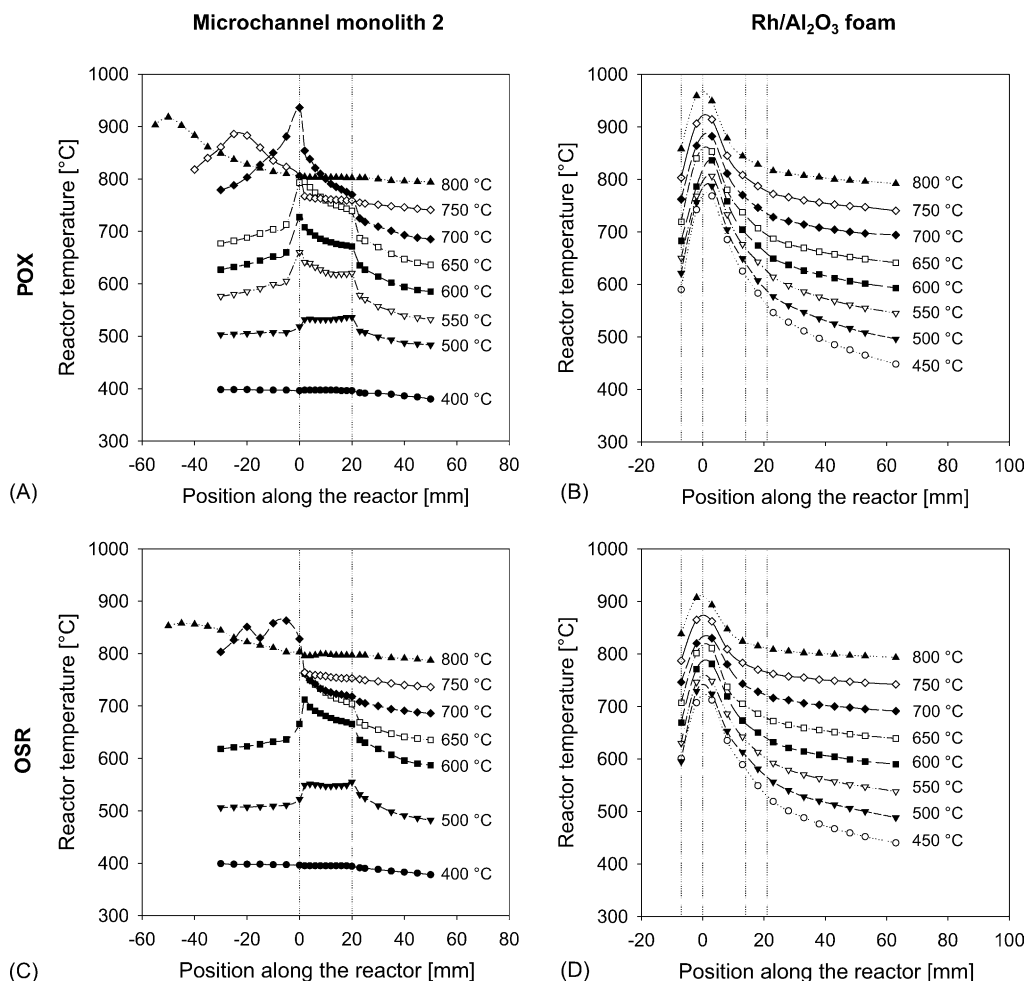 Microchannel monolith 2
Rh/Al₂O₃ foam
POX
Reactor temperature [°C]
1000
900
800
700
600
500
400
300
800 °C
750 °C
700 °C
650 °C
600 °C
550 °C
500 °C
400 °C
-60 -40 -20 0 20 40 60 80
(A) Position along the reactor [mm]
Reactor temperature [°C]
1000
900
800
700
600
500
400
300
800 °C
750 °C
700 °C
650 °C
600 °C
550 °C
500 °C
450 °C
-20 0 20 40 60 80 100
(B) Position along the reactor [mm]
OSR
Reactor temperature [°C]
1000
900
800
700
600
500
400
300
800 °C
750 °C
700 °C
650 °C
600 °C
500 °C
400 °C
-60 -40 -20 0 20 40 60 80
(C) Position along the reactor [mm]
Reactor temperature [°C]
1000
900
800
700
600
500
400
300
800 °C
750 °C
700 °C
650 °C
600 °C
550 °C
500 °C
450 °C
-20 0 20 40 60 80 100
(D) Position along the reactor [mm]